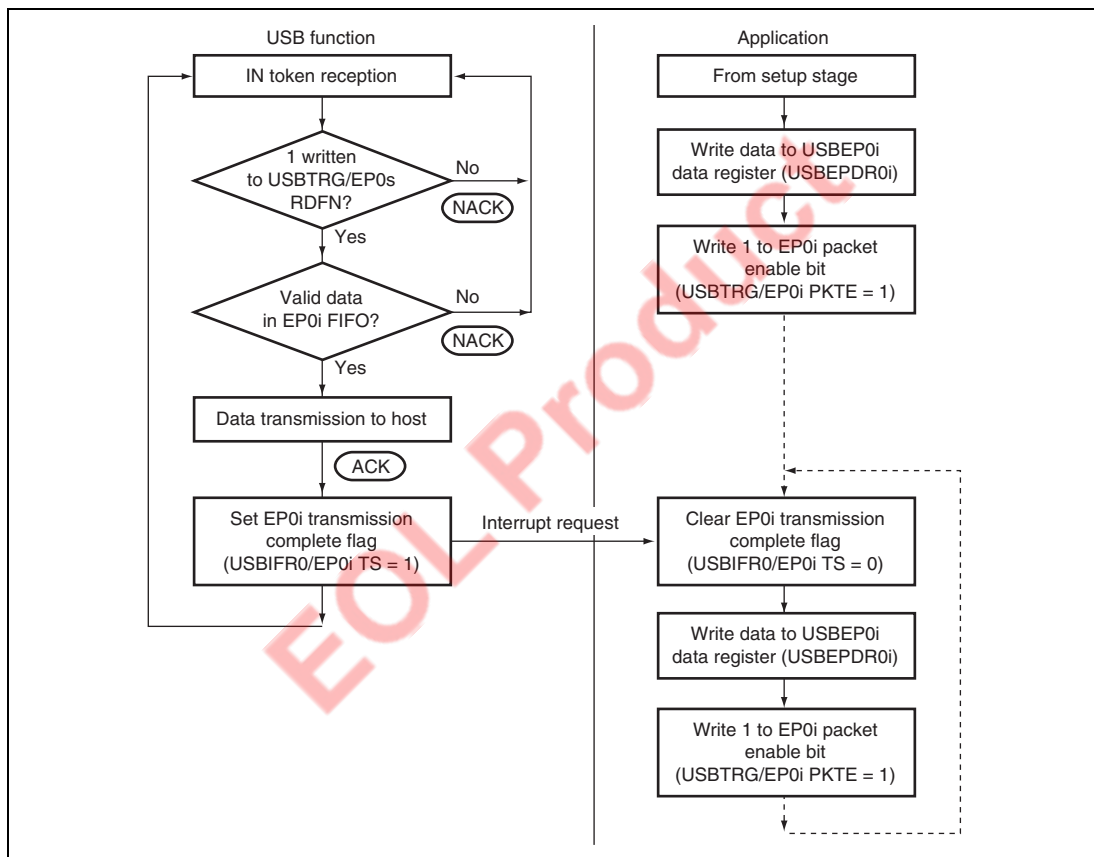 USB function
Application
IN token reception
From setup stage
1 written
to USBTRG/EP0s
RDFN?
No
NACK
Yes
Write data to USBEP0i
data register (USBEPDR0i)
Valid data
in EP0i FIFO?
No
NACK
Yes
Write 1 to EP0i packet
enable bit
(USBTRG/EP0i PKTE = 1)
Data transmission to host
ACK
Set EP0i transmission
complete flag
(USBIFR0/EP0i TS = 1)
Interrupt request
Clear EP0i transmission
complete flag
(USBIFR0/EP0i TS = 0)
Write data to USBEP0i
data register (USBEPDR0i)
Write 1 to EP0i packet
enable bit
(USBTRG/EP0i PKTE = 1)
EOL Product